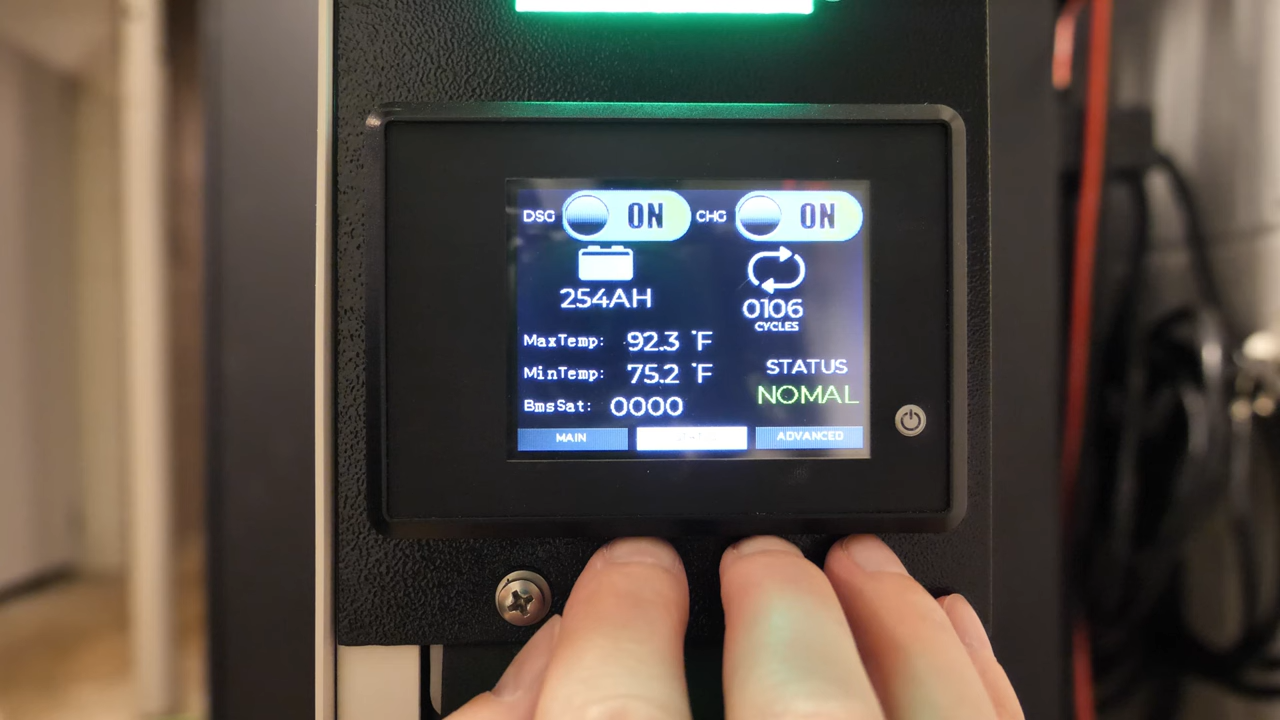 DSG ON CHG ON
254AH
0106
CYCLES
MaxTemp: 92.3 °F
MinTemp: 75.2 °F
BmsSat: 0000
STATUS
NOMAL
MAIN
ADVANCED